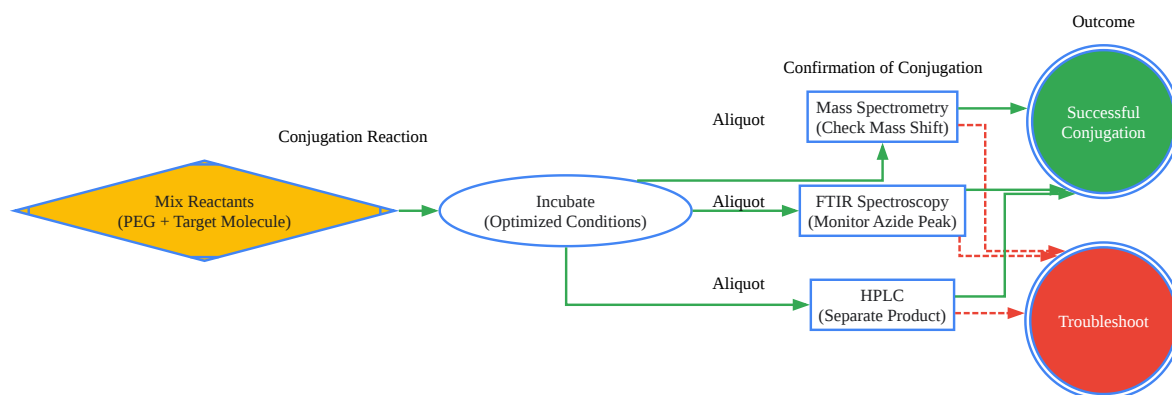 Outcome
Confirmation of Conjugation
Conjugation Reaction
Mix Reactants
(PEG + Target Molecule)
Incubate
(Optimized Conditions)
Aliquot
Aliquot
Aliquot
Mass Spectrometry
(Check Mass Shift)
FTIR Spectroscopy
(Monitor Azide Peak)
HPLC
(Separate Product)
Successful
Conjugation
Troubleshoot